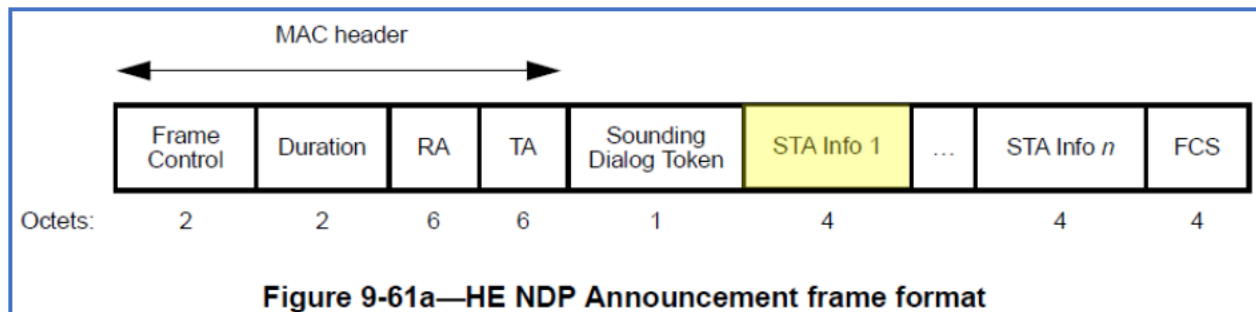 MAC header
Frame Control Duration RA TA Sounding Dialog Token STA Info 1 ... STA Info n FCS
Octets: 2 2 6 6 1 4 4 4
Figure 9-61a—HE NDP Announcement frame format